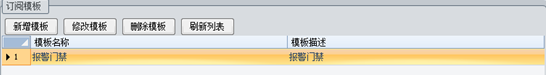 订阅模板
新增模板 修改模板 删除模板 刷新列表
模板名称 模板描述
1 报警门禁 报警门禁